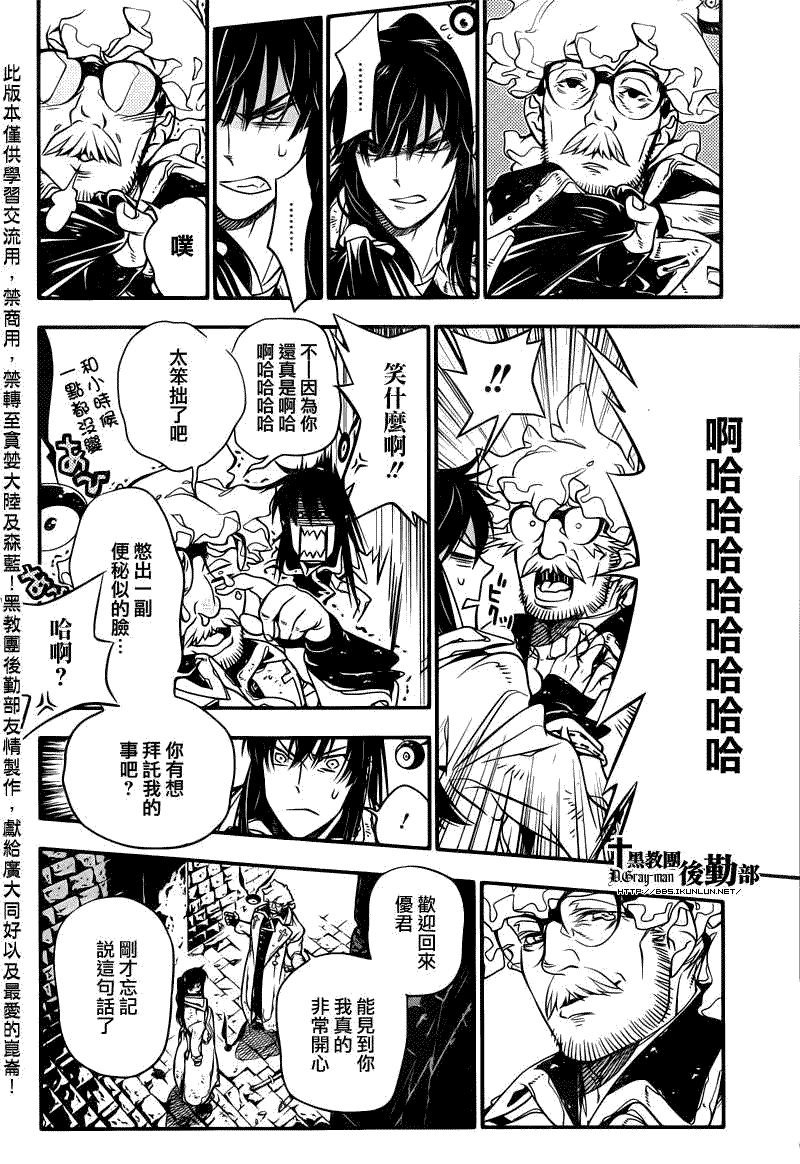 …………
…………
噗
!!
啊哈哈哈哈哈哈哈哈
ビクッ
笑什麼啊!!
不—因為你
還真是啊哈
啊哈哈哈哈
太笨拙了吧
和小時候
一點都沒變
憋出一副
便秘似的臉…
哈啊?
!
你有想
拜託我的
事吧?
歡迎回來
優君
能見到你
我真的
非常開心
剛才忘記
說這句話了
黑教團
D.Gray-man
後勤部
HTTP://BBS.IKUNLUN.NET/
此版本僅供學習交流用,禁商用,禁轉至貪婪大陸及森藍!黑教團後勤部友情製作,獻給廣大同好以及最愛的崑崙!